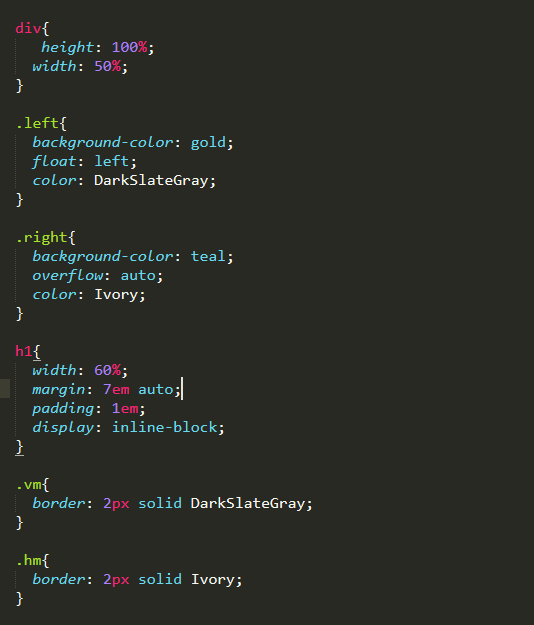 div{
height: 100%;
width: 50%;
}
.left{
background-color: gold;
float: left;
color: DarkSlateGray;
}
.right{
background-color: teal;
overflow: auto;
color: Ivory;
}
h1{
width: 60%;
margin: 7em auto;
padding: 1em;
display: inline-block;
}
.vm{
border: 2px solid DarkSlateGray;
}
.hm{
border: 2px solid Ivory;
}